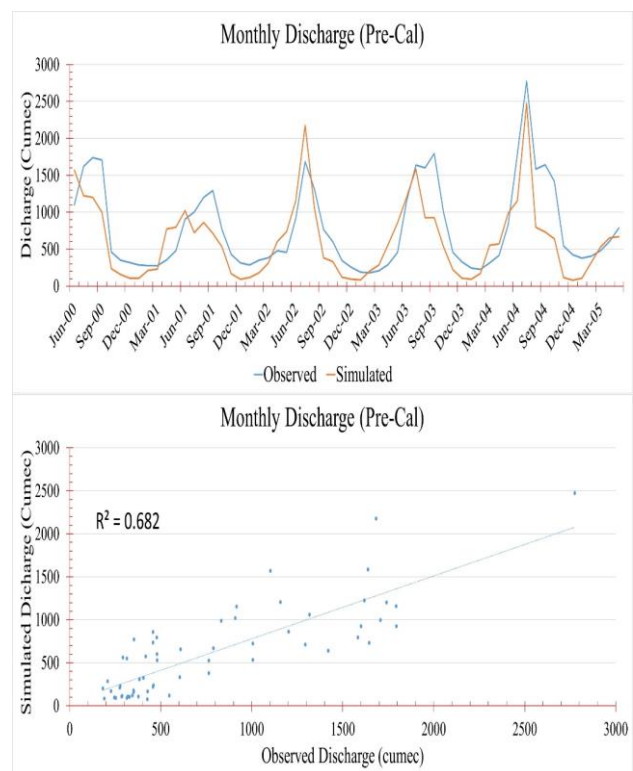 Monthly Discharge (Pre-Cal)
Dicharge (Cumec)
3000
2500
2000
1500
1000
500
0
Jun-00 Sep-00 Dec-00 Mar-01 Jun-01 Sep-01 Dec-01 Mar-02 Jun-02 Sep-02 Dec-02 Mar-03 Jun-03 Sep-03 Dec-03 Mar-04 Jun-04 Sep-04 Dec-04 Mar-05
Observed Simulated
Monthly Discharge (Pre-Cal)
Simulated Discharge (Cumec)
3000
2500
2000
1500
1000
500
0
R² = 0.682
0 500 1000 1500 2000 2500 3000
Observed Discharge (cumec)